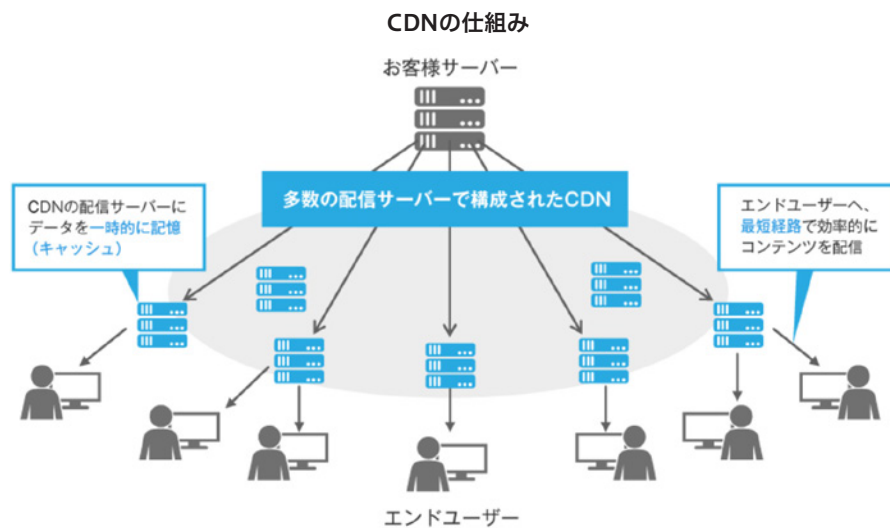 CDNの仕組み
お客様サーバー
多数の配信サーバーで構成されたCDN
CDNの配信サーバーに
データを一時的に記憶
（キャッシュ）
エンドユーザーへ、
最短経路で効率的に
コンテンツを配信
エンドユーザー